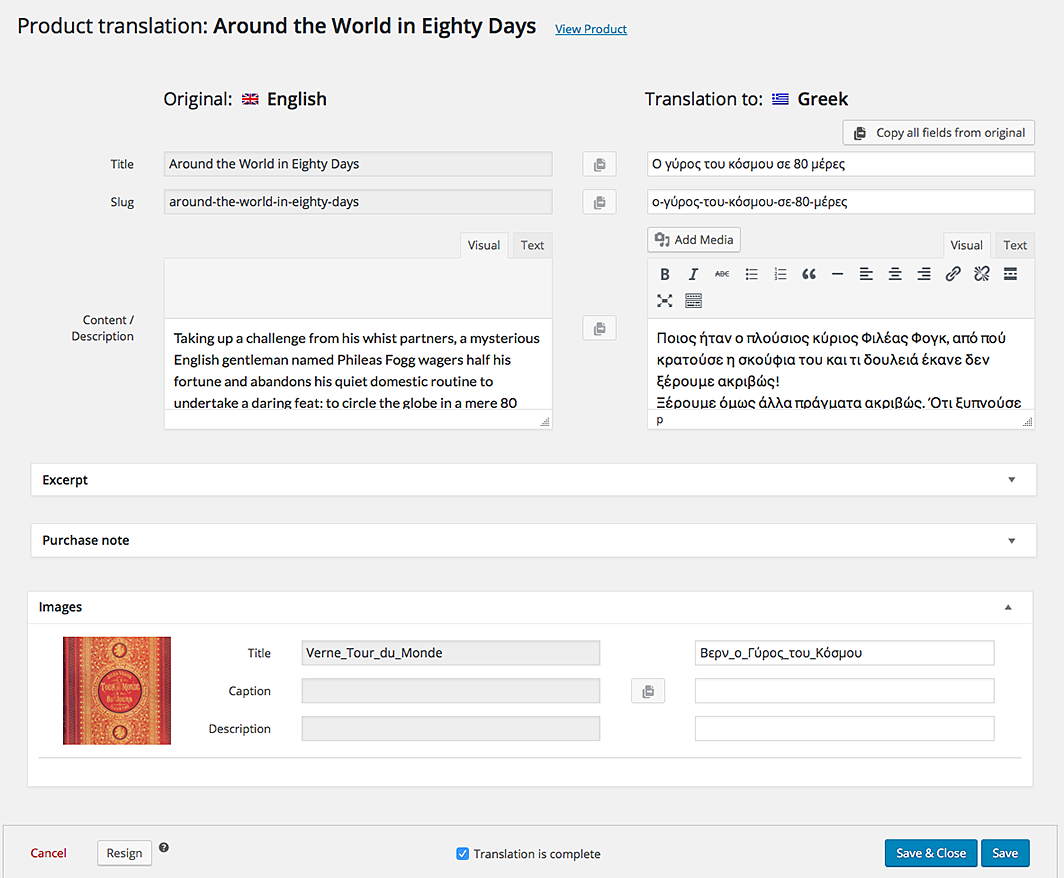 Product translation: Around the World in Eighty Days View Product
Original: English
Translation to: Greek
Copy all fields from original
Title Around the World in Eighty Days Ο γύρος του κόσμου σε 80 μέρες
Slug around-the-world-in-eighty-days ο-γύρος-του-κόσμου-σε-80-μέρες
Visual Text
Add Media Visual Text
B I ABC
Content /
Description
Taking up a challenge from his whist partners, a mysterious
English gentleman named Phileas Fogg wagers half his
fortune and abandons his quiet domestic routine to
undertake a daring feat: to circle the globe in a mere 80
Ποιος ήταν ο πλούσιος κύριος Φιλέας Φογκ, από πού
κρατούσε η σκούφια του και τι δουλειά έκανε δεν
ξέρουμε ακριβώς!
Ξέρουμε όμως άλλα πράγματα ακριβώς. Ότι ξυπνούσε
p
Excerpt
Purchase note
Images
Title Verne_Tour_du_Monde Βερν_ο_Γύρος_του_Κόσμου
Caption
Description
Cancel Resign ? Translation is complete Save & Close Save